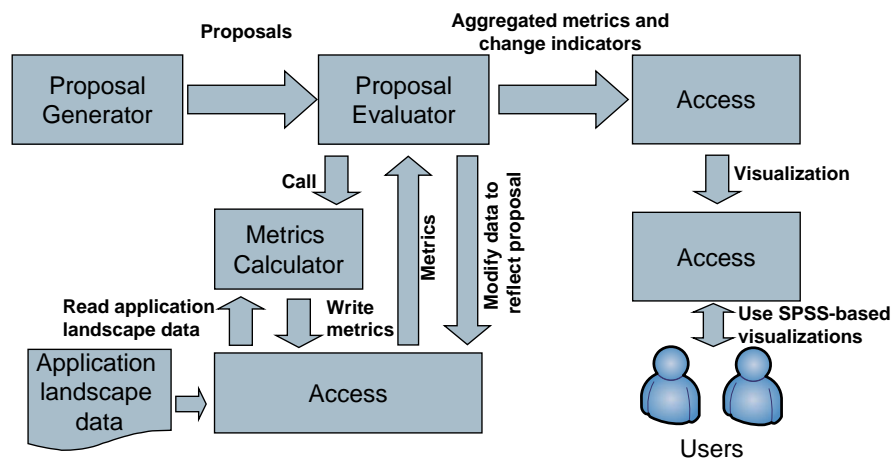 Proposals
Aggregated metrics and
change indicators
Proposal
Generator
Proposal
Evaluator
Access
Call
Visualization
Metrics
Calculator
Metrics
Modify data to
reflect proposal
Access
Read application
landscape data
Write
metrics
Use SPSS-based
visualizations
Application
landscape
data
Access
Users